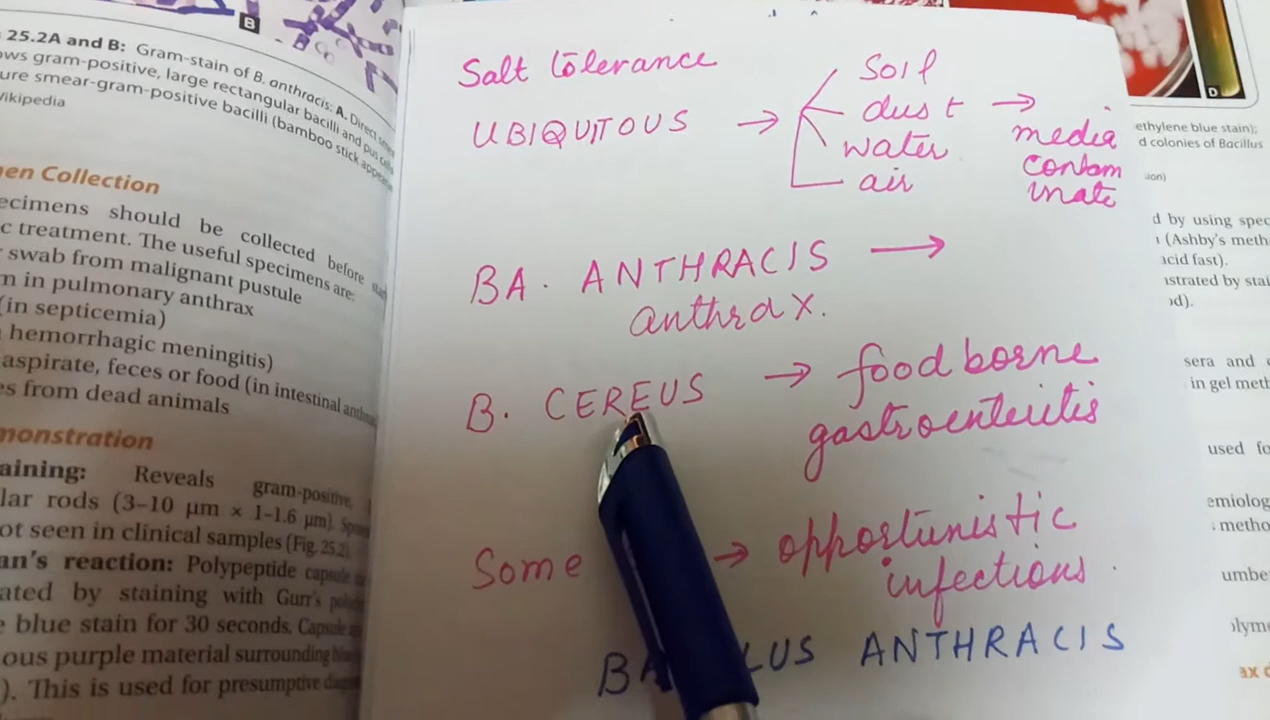 B
25.2A and B: Gram-stain of B. anthracis: A. Direct
ows gram-positive, large rectangular bacilli and pus cells
ure smear-gram-positive bacilli (bamboo stick appea
Vikipedia
en Collection
ecimens should be collected before
c treatment. The useful specimens are:
swab from malignant pustule
m in pulmonary anthrax
(in septicemia)
hemorrhagic meningitis)
aspirate, feces or food (in intestinal
es from dead animals
monstration
aining: Reveals gram-positive,
lar rods (3–10 μm × 1–1.6 μm).
ot seen in clinical samples (Fig. 25.2)
an's reaction: Polypeptide capsule
ated by staining with Gurr's
e blue stain for 30 seconds. Capsule
ous purple material surrounding
). This is used for presumptive
Salt tolerance
UBIQUITOUS → Soil
dust →
water
air
media
contam
inate
BA. ANTHRACIS →
anthrax.
B. CEREUS → food borne
gastroenteritis
Some → opportunistic
infections
BA LUS ANTHRACIS
D
ethylene blue stain);
d colonies of Bacillus
ion)
d by using spec
(Ashby's meth
acid fast).
strated by stai
od).
sera and
in gel meth
used fo
emiolog
metho
umbe
olyme
ax d